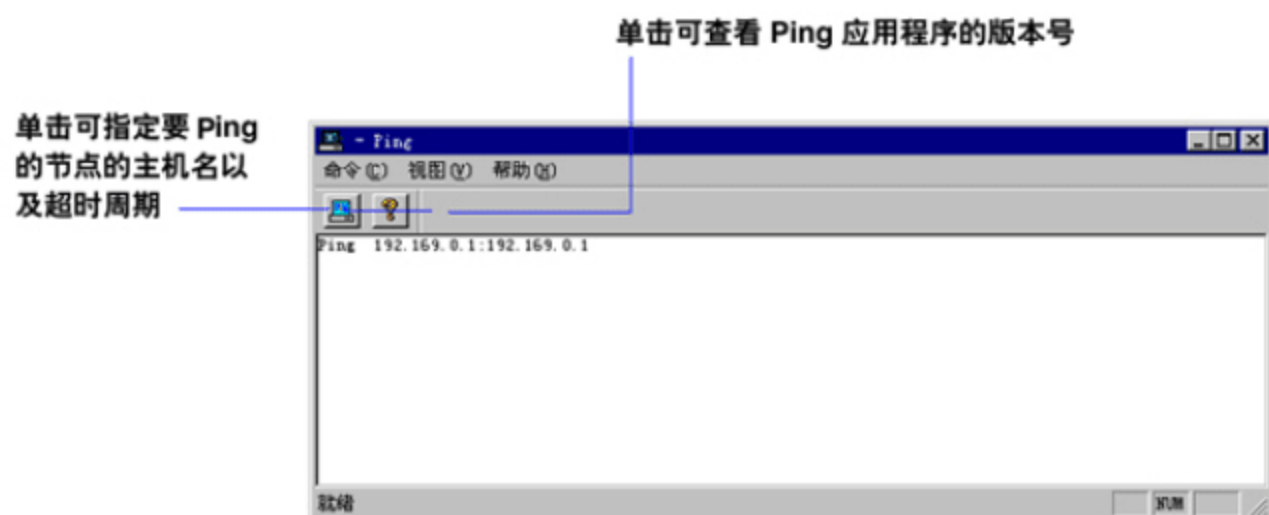 单击可查看 Ping 应用程序的版本号
单击可指定要 Ping
的节点的主机名以
及超时周期
- Ping
命令(C) 视图(V) 帮助(H)
Ping 192.169.0.1:192.169.0.1
就绪
NUM